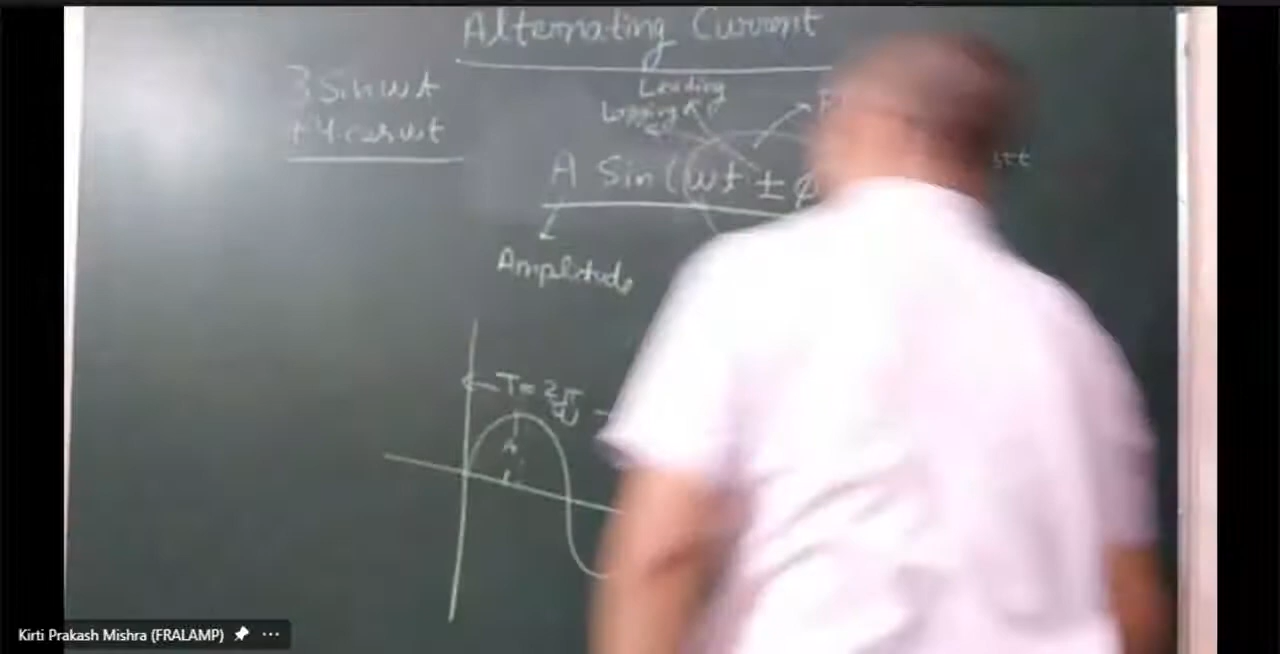 Alternating Current
3 sin wt
+ 4 cos wt
Leading
Lagging
A Sin (wt ± ø
Amplitude
T = 2π
w
A
Kirti Prakash Mishra (FRALAMP)